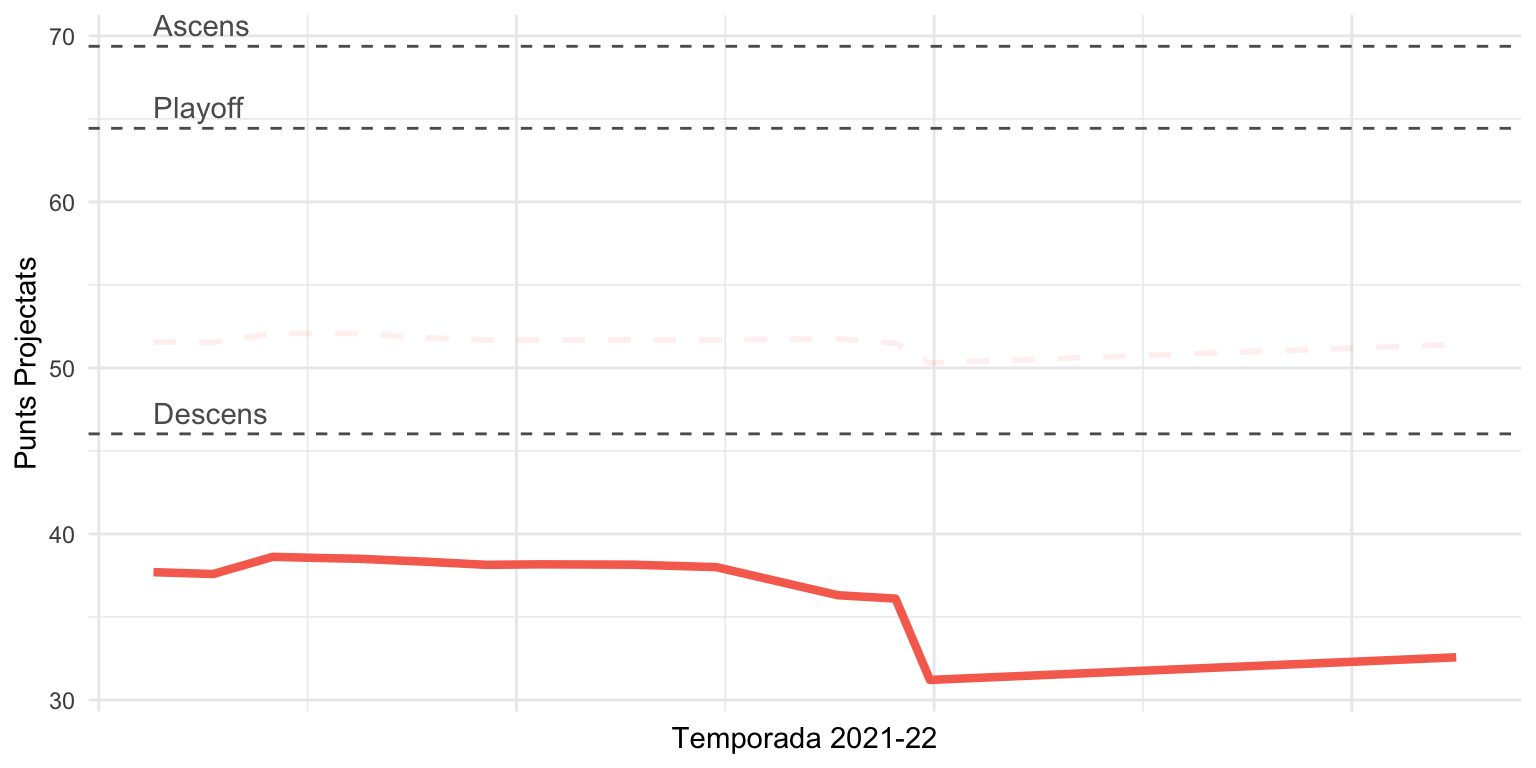 Ascens
70
Playoff
60
50
Descens
40
30
Punts Projectats
Temporada 2021-22